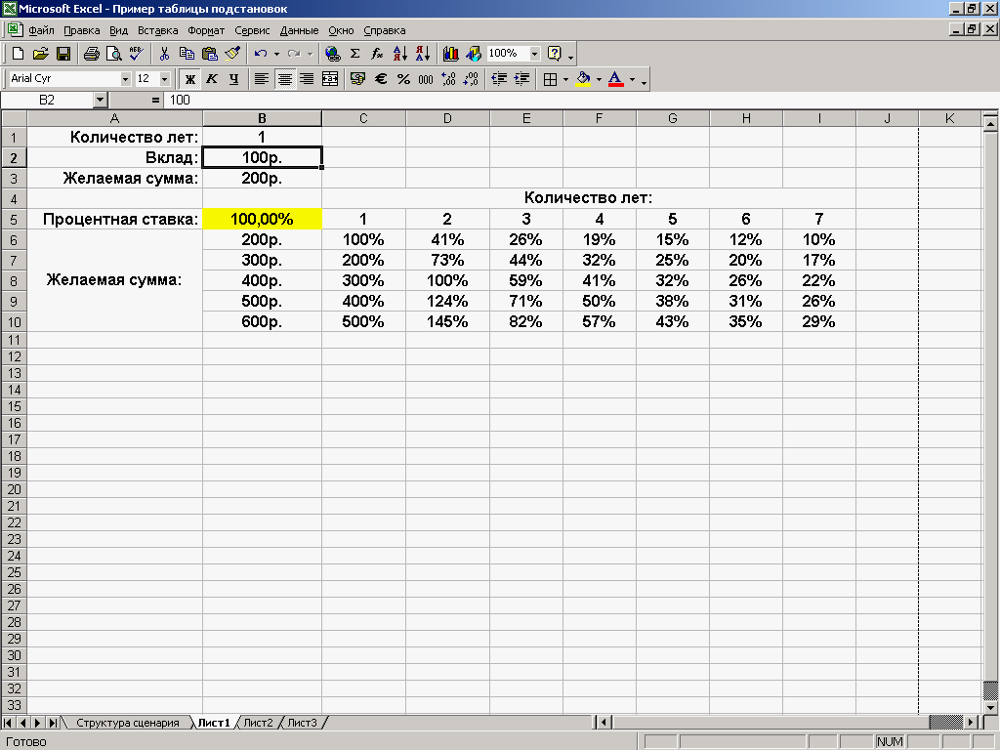 Microsoft Excel - Пример таблицы подстановок
Файл Правка Вид Вставка Формат Сервис Данные Окно Справка
100%
Arial Cyr 12 Ж К Ч € % 000
B2 = 100
A B C D E F G H I J K
1 Количество лет: 1
2 Вклад: 100р.
3 Желаемая сумма: 200р.
4 Количество лет:
5 Процентная ставка: 100,00% 1 2 3 4 5 6 7
6 200р. 100% 41% 26% 19% 15% 12% 10%
7 300р. 200% 73% 44% 32% 25% 20% 17%
8 Желаемая сумма: 400р. 300% 100% 59% 41% 32% 26% 22%
9 500р. 400% 124% 71% 50% 38% 31% 26%
10 600р. 500% 145% 82% 57% 43% 35% 29%
11
12
13
14
15
16
17
18
19
20
21
22
23
24
25
26
27
28
29
30
31
32
33
Структура сценария Лист1 Лист2 Лист3
Готово NUM